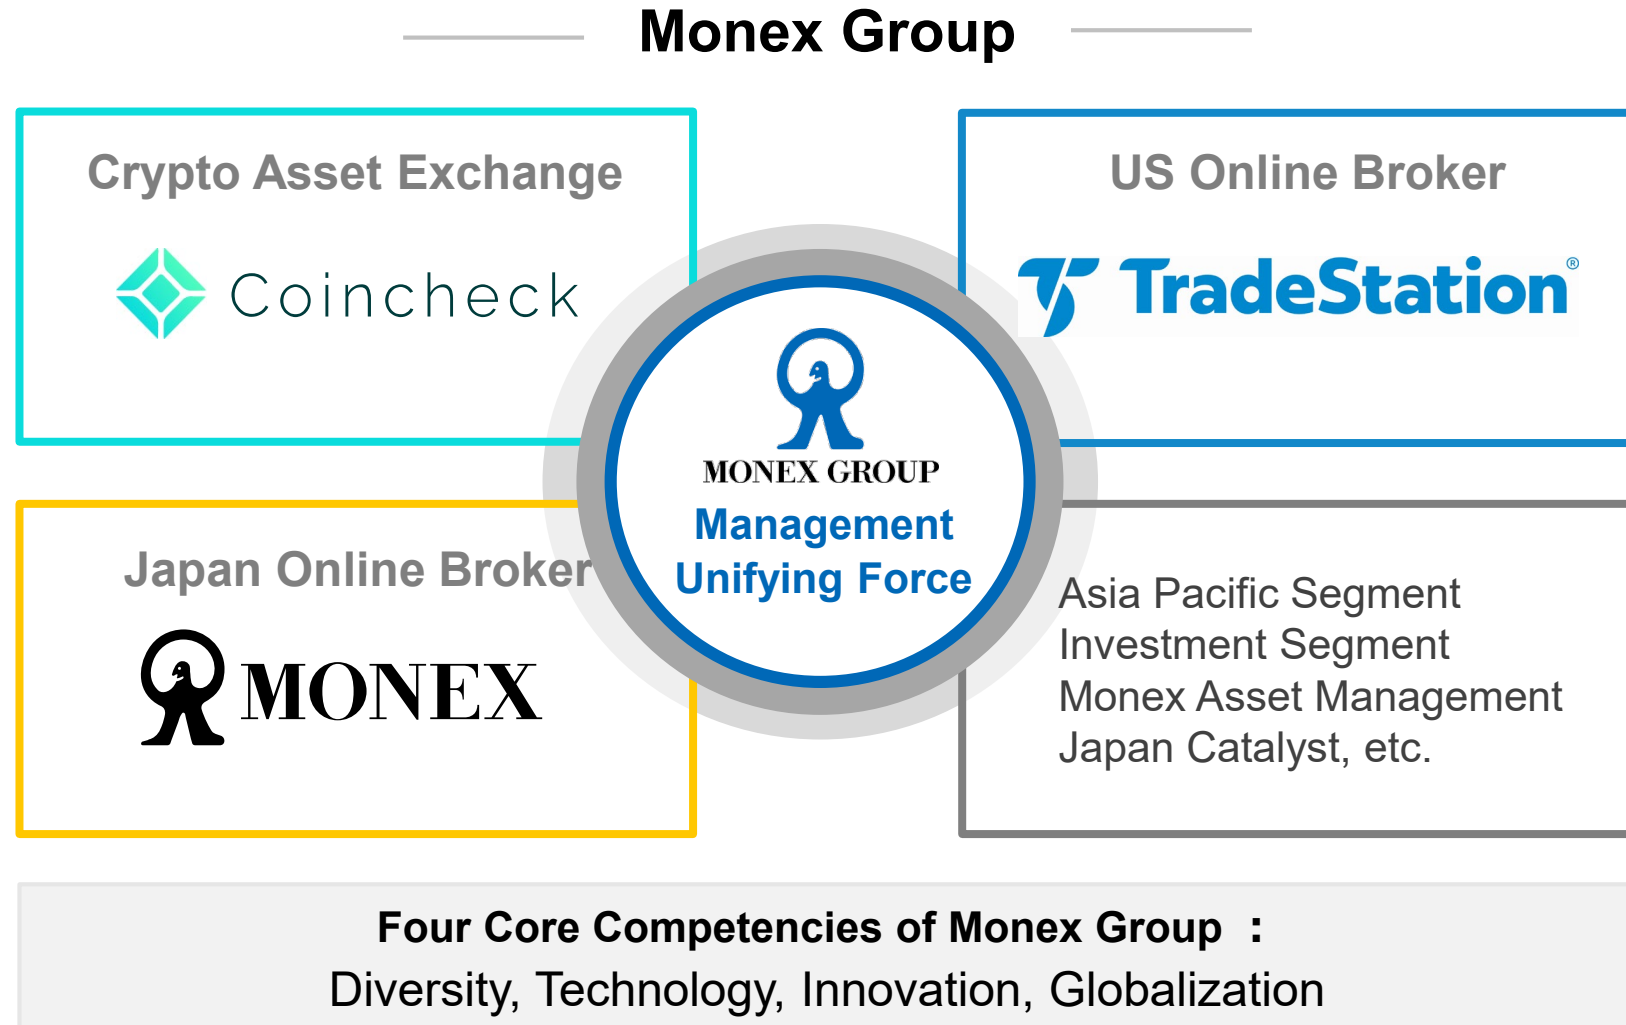 Monex Group
Crypto Asset Exchange
Coincheck
US Online Broker
TradeStation®
MONEX GROUP
Management
Unifying Force
Japan Online Broker
MONEX
Asia Pacific Segment
Investment Segment
Monex Asset Management
Japan Catalyst, etc.
Four Core Competencies of Monex Group ：
Diversity, Technology, Innovation, Globalization